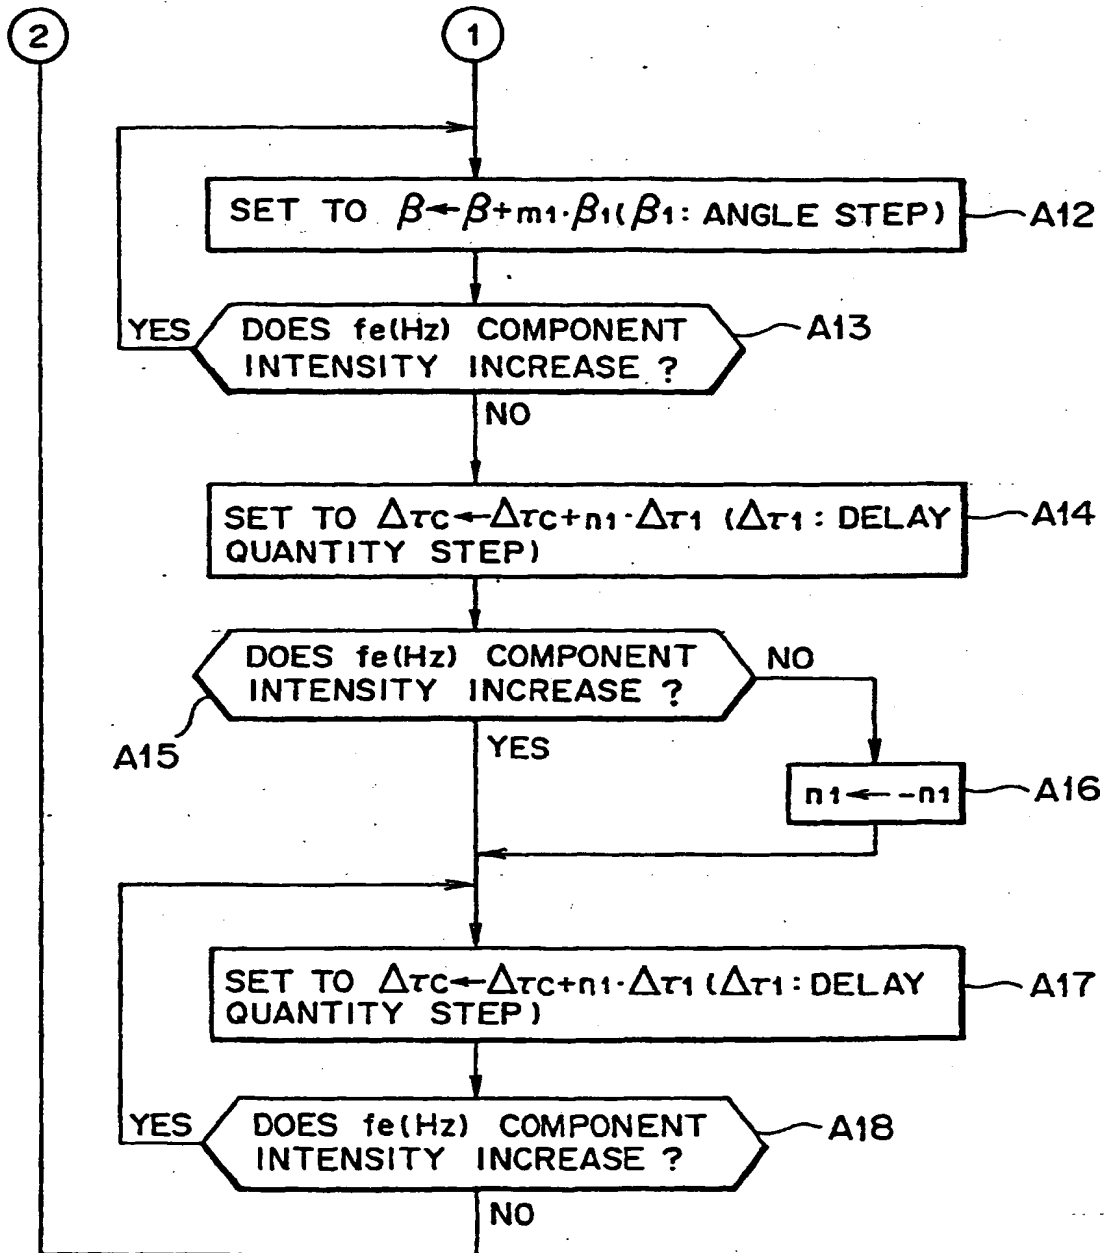 2
1
SET TO β←β+m1·β1(β1: ANGLE STEP)
A12
YES
DOES fe(Hz) COMPONENT
INTENSITY INCREASE ?
A13
NO
SET TO Δτc←Δτc+n1·Δτ1 (Δτ1: DELAY
QUANTITY STEP)
A14
DOES fe(Hz) COMPONENT
INTENSITY INCREASE ?
NO
A15
YES
n1←-n1
A16
SET TO Δτc←Δτc+n1·Δτ1 (Δτ1: DELAY
QUANTITY STEP)
A17
YES
DOES fe(Hz) COMPONENT
INTENSITY INCREASE ?
A18
NO